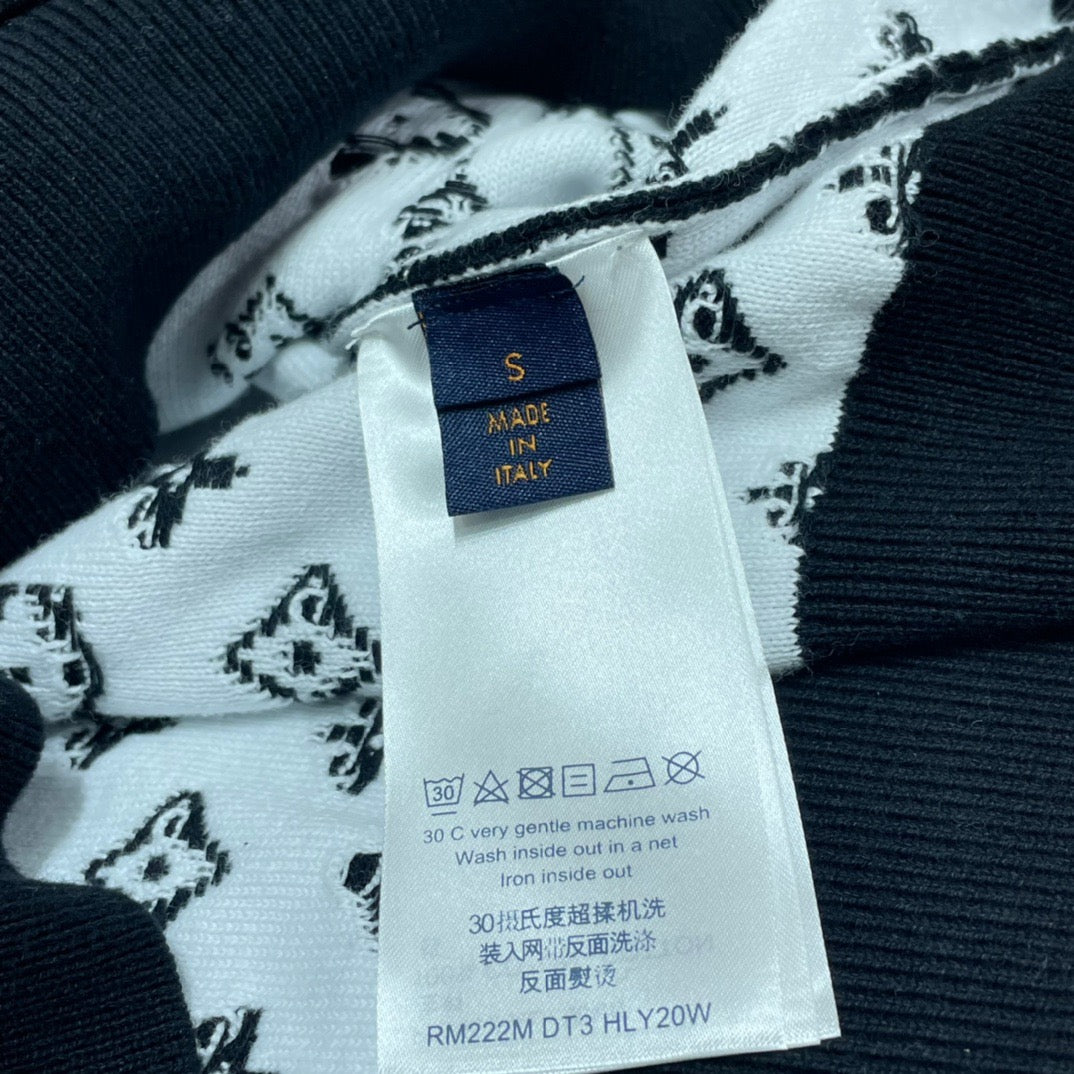 S
MADE
IN
ITALY
30
30 C very gentle machine wash
Wash inside out in a net
Iron inside out
30摄氏度超揉机洗
装入网带反面洗涤
反面熨烫
RM222M DT3 HLY20W